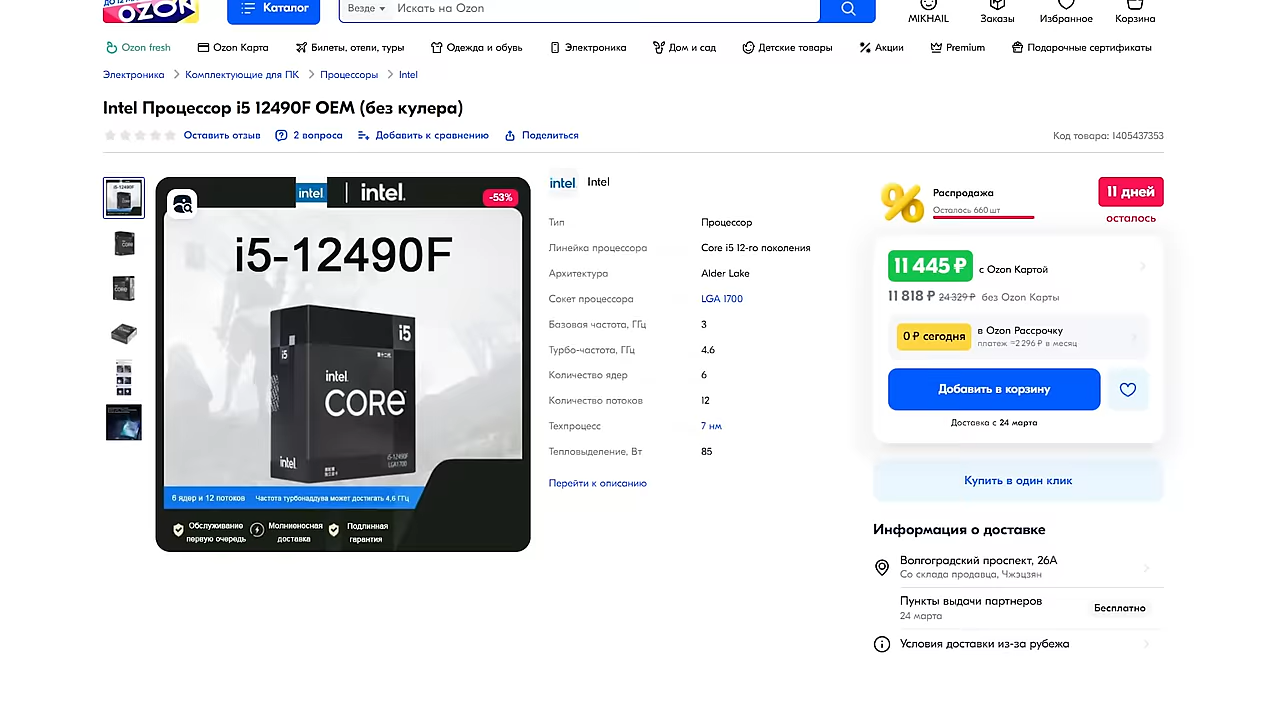 OZON
Каталог
Везде
Искать на Ozon
MIKHAIL
Заказы
Избранное
Корзина
Ozon fresh
Ozon Карта
Билеты, отели, туры
Одежда и обувь
Электроника
Дом и сад
Детские товары
Акции
Premium
Подарочные сертификаты
Электроника
Комплектующие для ПК
Процессоры
Intel
Intel Процессор i5 12490F OEM (без кулера)
Оставить отзыв
2 вопроса
Добавить к сравнению
Поделиться
Код товара: 1405437353
intel
intel.
-53%
i5-12490F
i5
i5
intel.
CORE
intel.
i5-12490F
LGA1700
6 ядер и 12 потоков
Частота турбонаддува может достигать 4,6 ГГц
Обслуживание
первую очередь
Молниеносная
доставка
Подлинная
гарантия
intel
Intel
Тип
Процессор
Линейка процессора
Core i5 12-го поколения
Архитектура
Alder Lake
Сокет процессора
LGA 1700
Базовая частота, ГГц
3
Турбо-частота, ГГц
4.6
Количество ядер
6
Количество потоков
12
Техпроцесс
7 нм
Тепловыделение, Вт
85
Перейти к описанию
%
Распродажа
Осталось 660 шт
11 дней
осталось
11 445 ₽
с Ozon Картой
11 818 ₽ 24 329 ₽ без Ozon Карты
0 ₽ сегодня
в Ozon Рассрочку
платеж ≈2 296 ₽ в месяц
Добавить в корзину
Доставка с 24 марта
Купить в один клик
Информация о доставке
Волгоградский проспект, 26А
Со склада продавца, Чжэцзян
Пункты выдачи партнеров
24 марта
Бесплатно
Условия доставки из-за рубежа